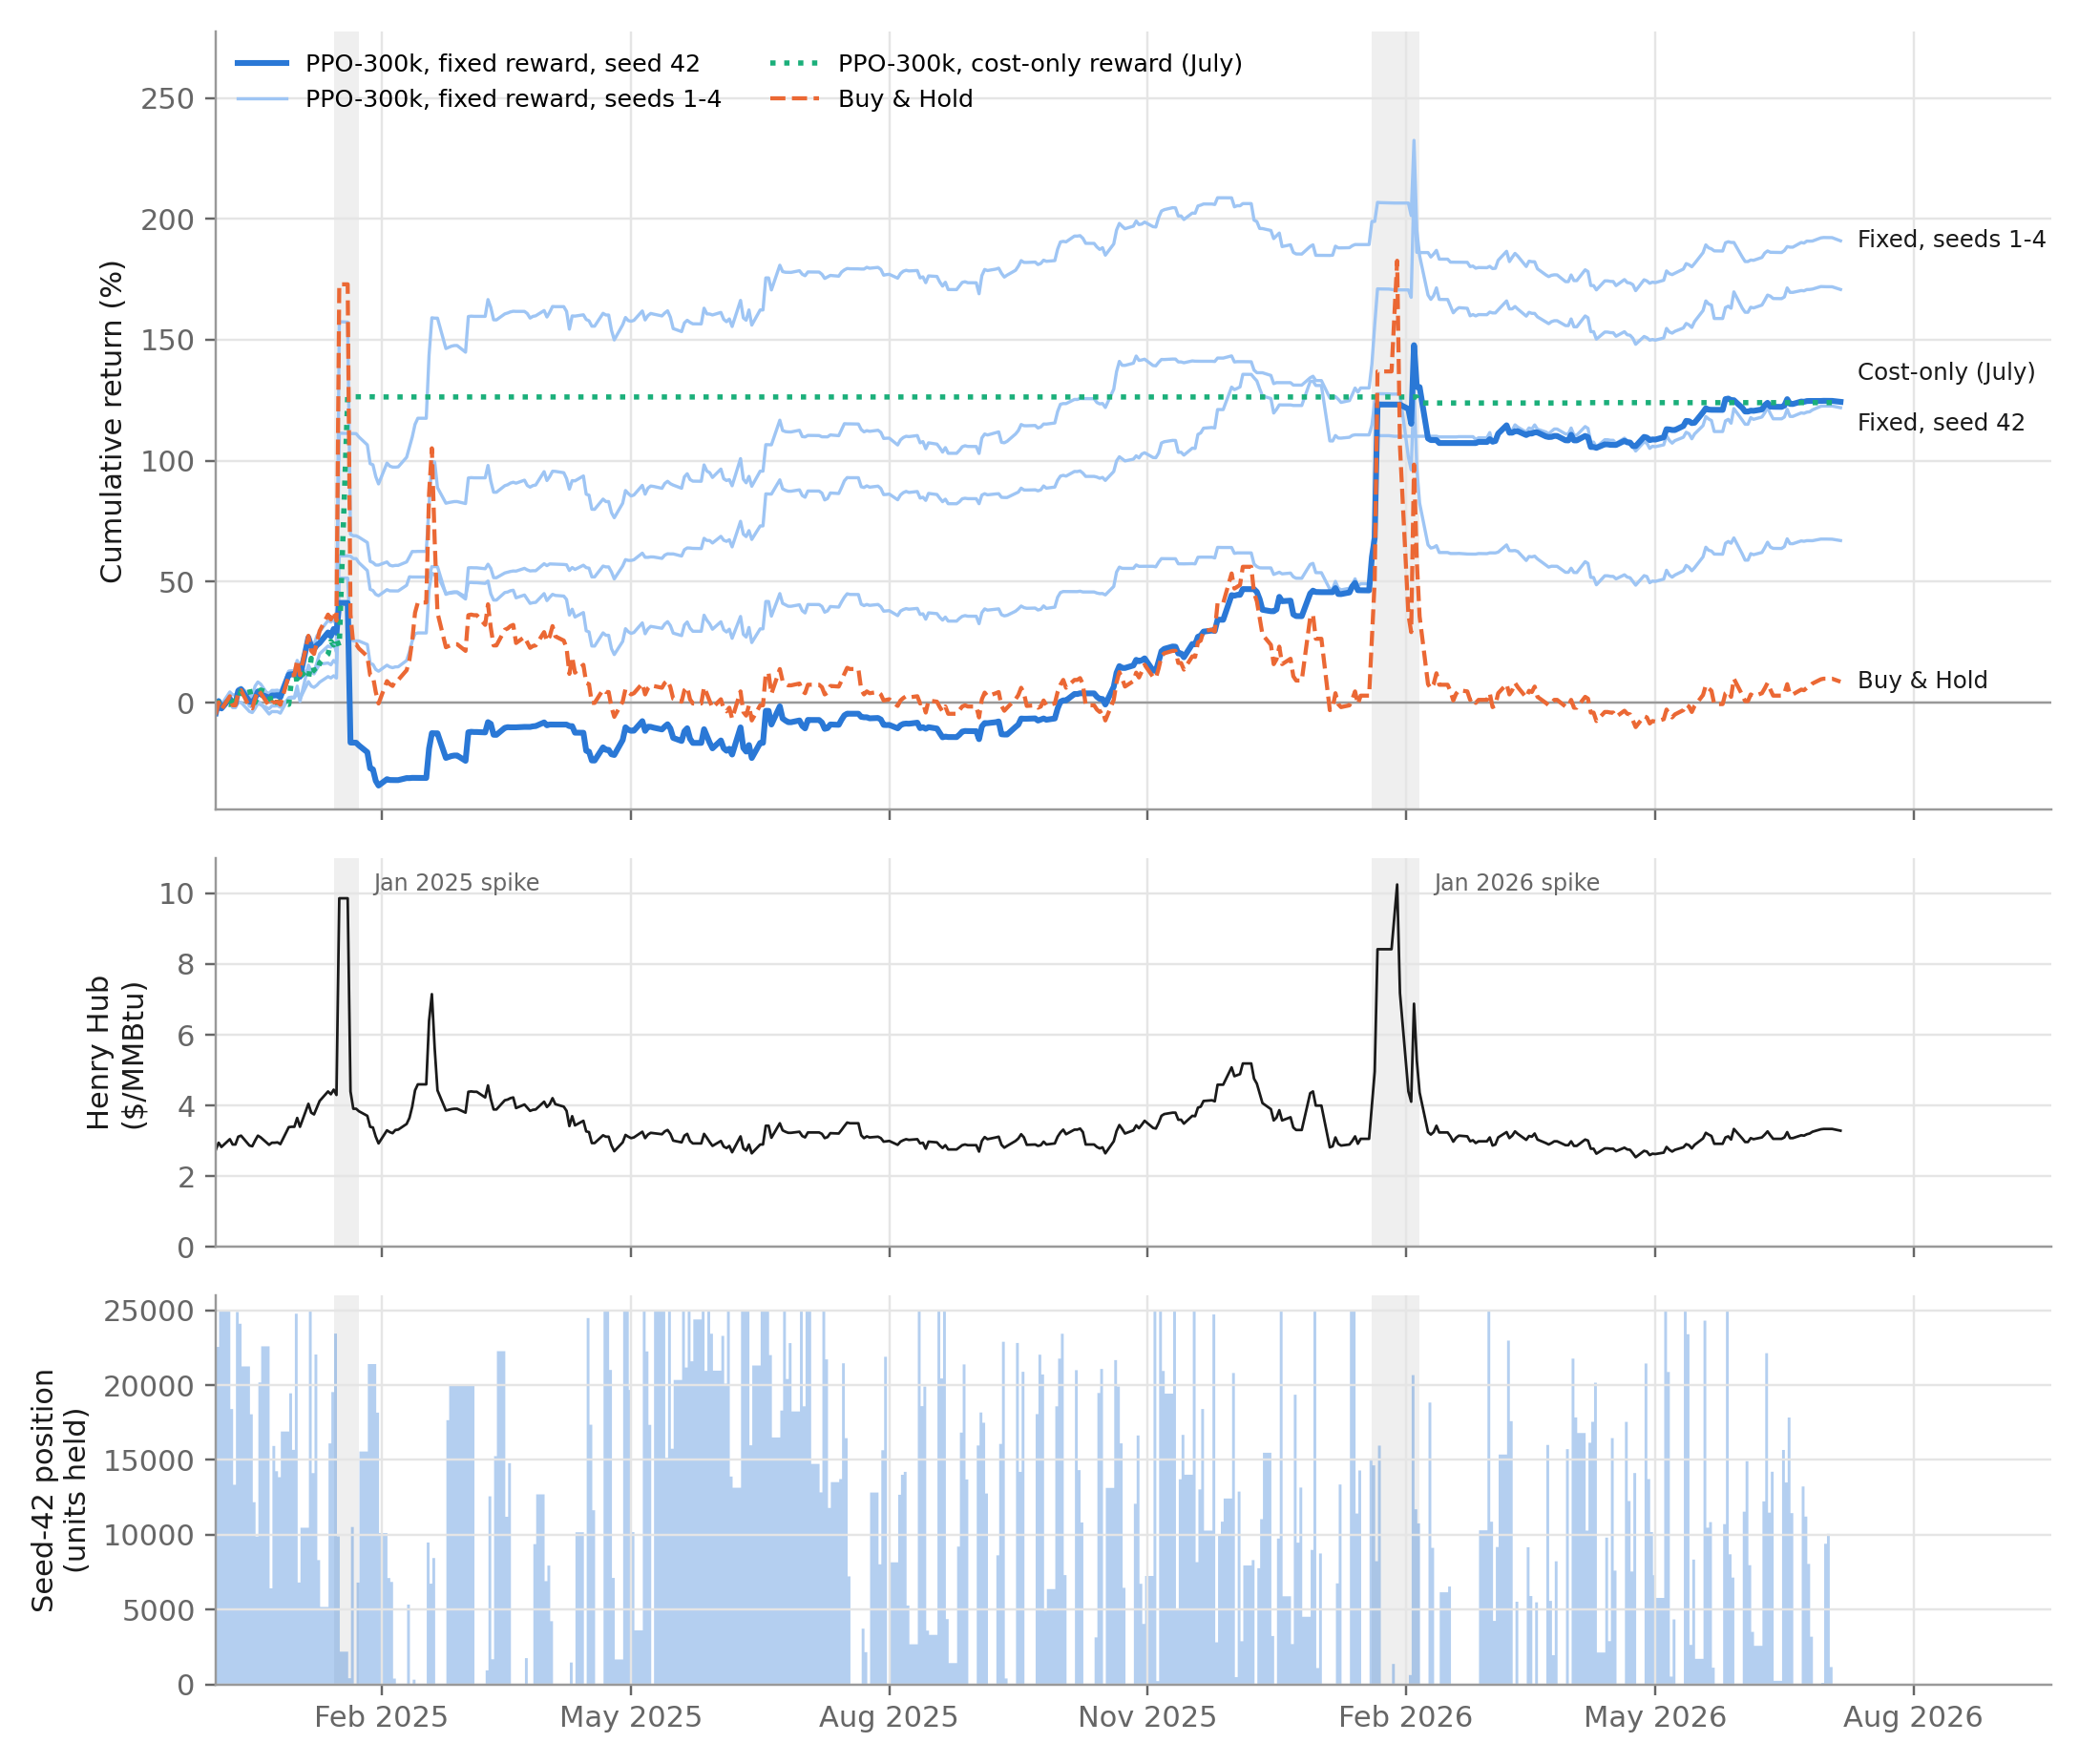 PPO-300k, fixed reward, seed 42
PPO-300k, fixed reward, seeds 1-4
PPO-300k, cost-only reward (July)
Buy & Hold
Cumulative return (%)
250
200
150
100
50
0
Fixed, seeds 1-4
Cost-only (July)
Fixed, seed 42
Buy & Hold
Henry Hub
($/MMBtu)
10
8
6
4
2
0
Jan 2025 spike
Jan 2026 spike
Seed-42 position
(units held)
25000
20000
15000
10000
5000
0
Feb 2025
May 2025
Aug 2025
Nov 2025
Feb 2026
May 2026
Aug 2026